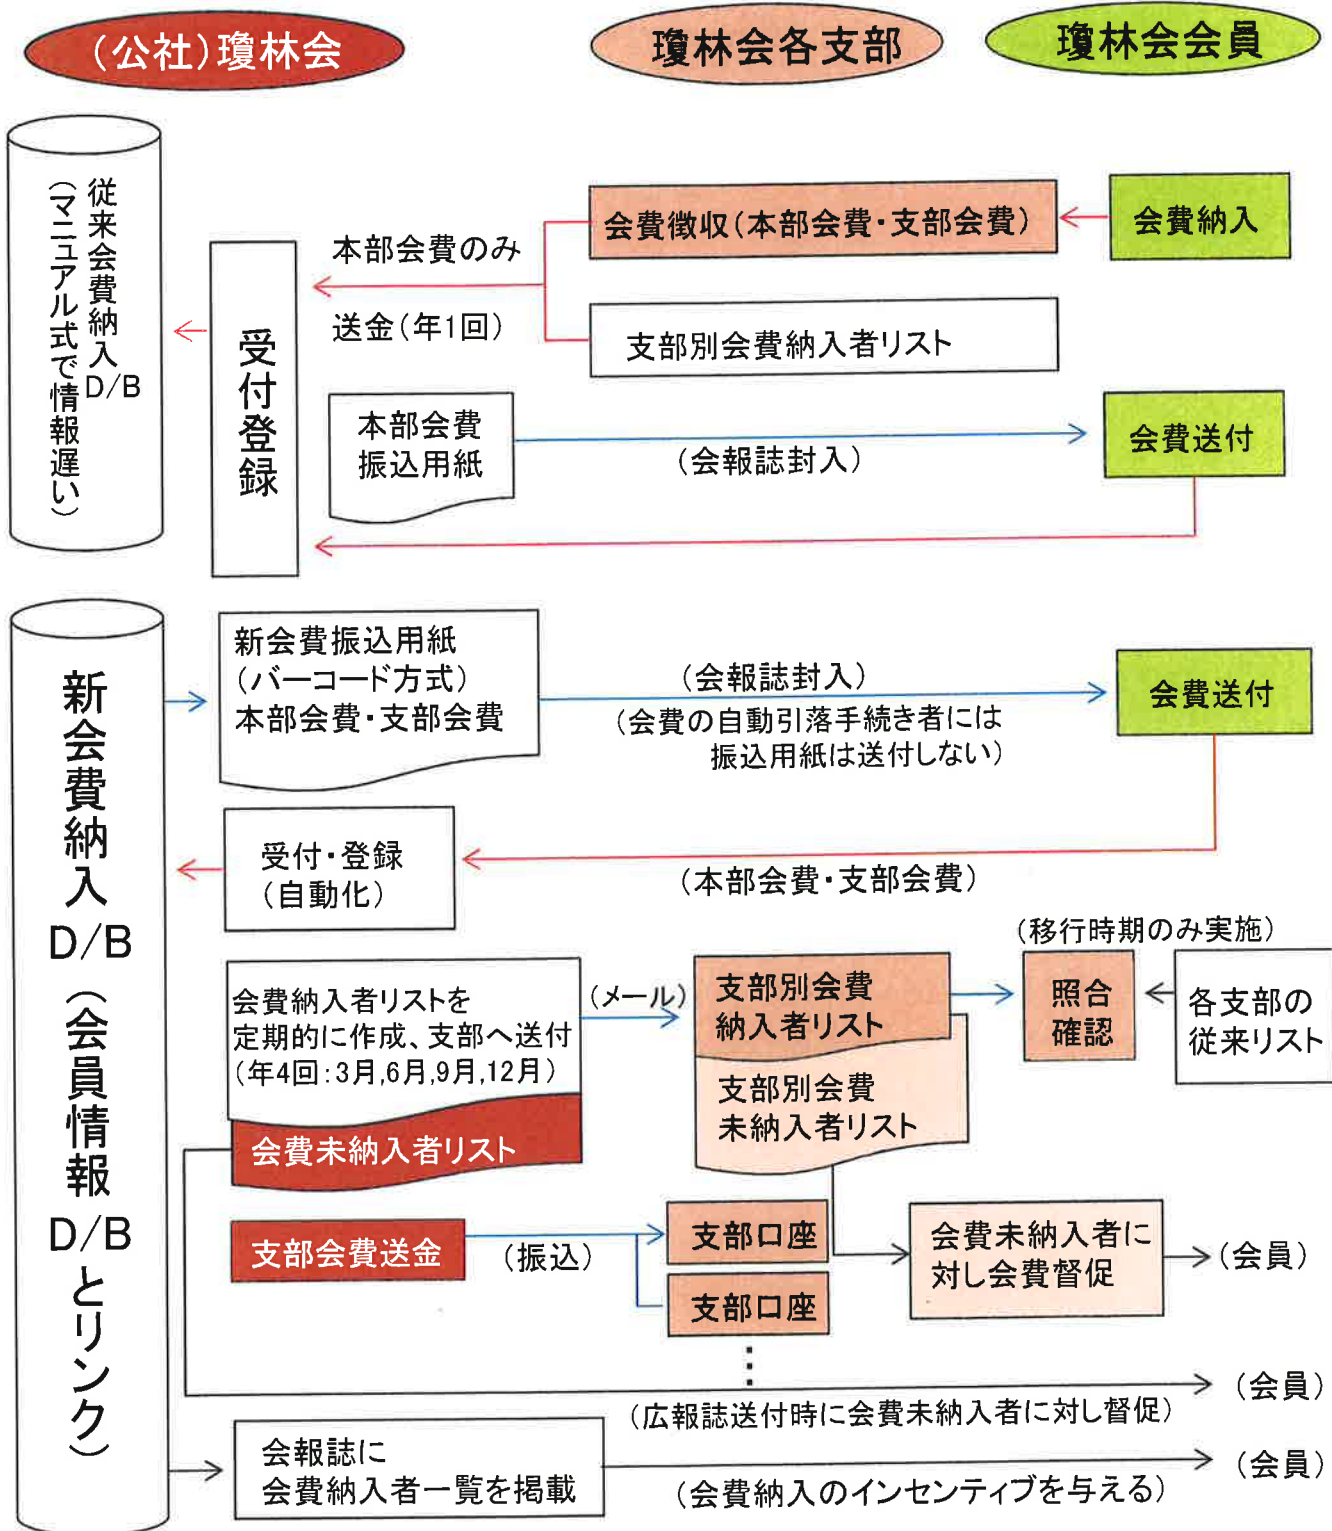 (公社)瓊林会
瓊林会各支部
瓊林会会員
従来会費納入D/B
(マニュアル式で情報遅い)
受付登録
本部会費のみ
送金(年1回)
会費徴収(本部会費・支部会費)
会費納入
支部別会費納入者リスト
本部会費
振込用紙
(会報誌封入)
会費送付
新会費納入D/B(会員情報D/Bとリンク)
新会費振込用紙
(バーコード方式)
本部会費・支部会費
(会報誌封入)
(会費の自動引落手続き者には
振込用紙は送付しない)
会費送付
受付・登録
(自動化)
(本部会費・支部会費)
(移行時期のみ実施)
会費納入者リストを
定期的に作成、支部へ送付
(年4回:3月,6月,9月,12月)
(メール)
支部別会費
納入者リスト
照合
確認
各支部の
従来リスト
支部別会費
未納入者リスト
会費未納入者リスト
支部会費送金
(振込)
支部口座
支部口座
会費未納入者に
対し会費督促
(会員)
(会員)
(広報誌送付時に会費未納入者に対し督促)
会報誌に
会費納入者一覧を掲載
(会員)
(会費納入のインセンティブを与える)